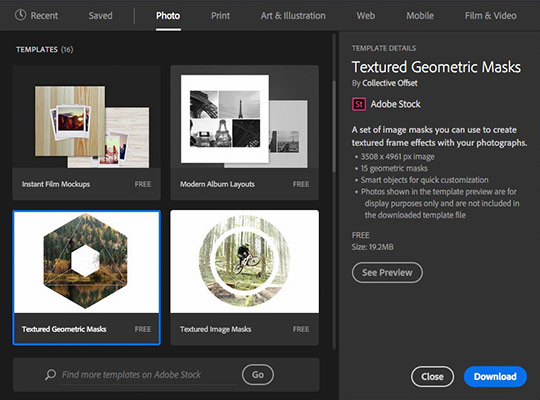 Recent Saved Photo Print Art & Illustration Web Mobile Film & Video
TEMPLATES (16)
Instant Film Mockups FREE
Modern Album Layouts FREE
Textured Geometric Masks FREE
Textured Image Masks FREE
Find more templates on Adobe Stock Go
TEMPLATE DETAILS
Textured Geometric Masks
By Collective Offset
St Adobe Stock
A set of image masks you can use to create
textured frame effects with your photographs.
• 3508 x 4961 px image
• 15 geometric masks
• Smart objects for quick customization
• Photos shown in the template preview are for
display purposes only and are not included in
the downloaded template file
FREE
Size: 19.2MB
See Preview
Close Download